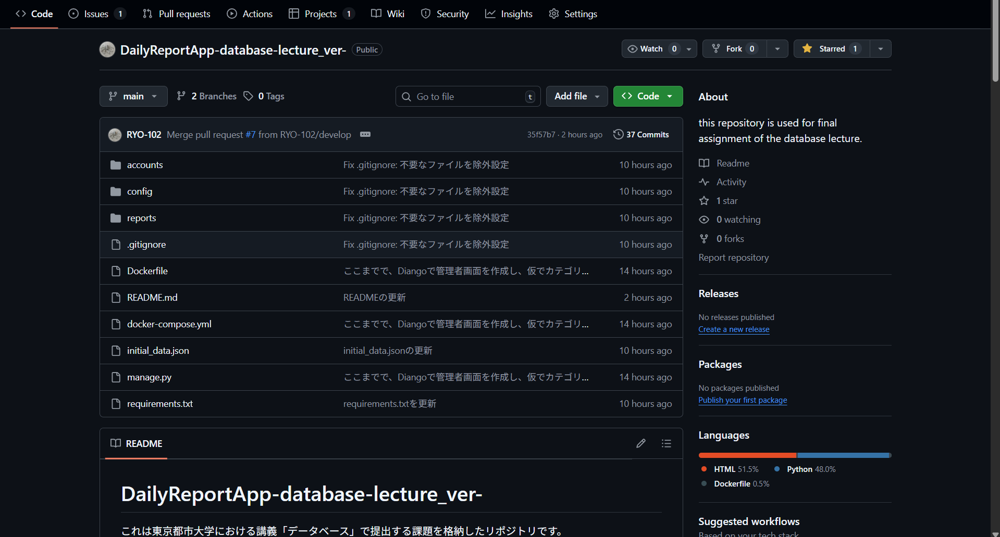 Code Issues 1 Pull requests Actions Projects 1 Wiki Security Insights Settings
DailyReportApp-database-lecture_ver- Public
Watch 0 Fork 0 Starred 1
main 2 Branches 0 Tags
Go to file t Add file Code
RYO-102 Merge pull request #7 from RYO-102/develop 35f57b7 · 2 hours ago 37 Commits
accounts Fix .gitignore: 不要なファイルを除外設定 10 hours ago
config Fix .gitignore: 不要なファイルを除外設定 10 hours ago
reports Fix .gitignore: 不要なファイルを除外設定 10 hours ago
.gitignore Fix .gitignore: 不要なファイルを除外設定 10 hours ago
Dockerfile ここまでで、Diangoで管理者画面を作成し、仮でカテゴリ... 14 hours ago
README.md READMEの更新 2 hours ago
docker-compose.yml ここまでで、Diangoで管理者画面を作成し、仮でカテゴリ... 14 hours ago
initial_data.json initial_data.jsonの更新 10 hours ago
manage.py ここまでで、Diangoで管理者画面を作成し、仮でカテゴリ... 14 hours ago
requirements.txt requirements.txtを更新 10 hours ago
README
DailyReportApp-database-lecture_ver-
これは東京都市大学における講義「データベース」で提出する課題を格納したリポジトリです。
About
this repository is used for final
assignment of the database lecture.
Readme
Activity
1 star
0 watching
0 forks
Report repository
Releases
No releases published
Create a new release
Packages
No packages published
Publish your first package
Languages
HTML 51.5% Python 48.0%
Dockerfile 0.5%
Suggested workflows
Based on your tech stack